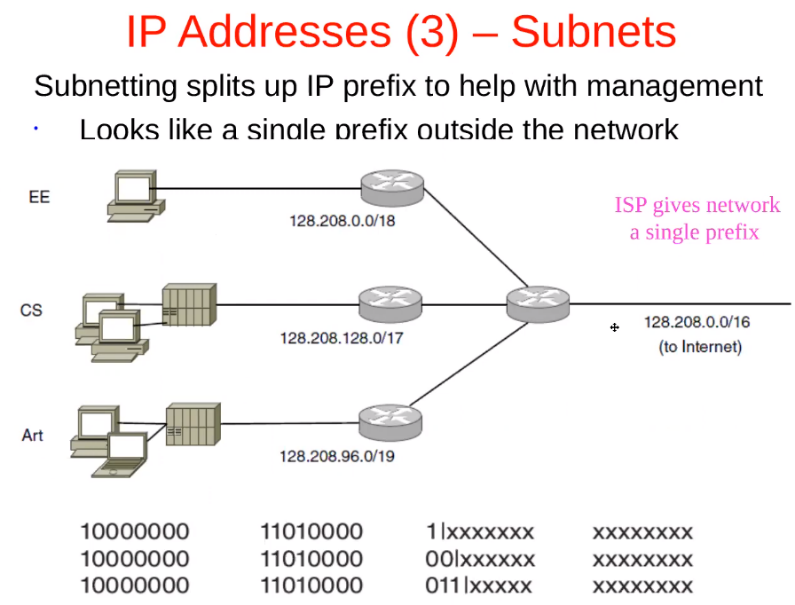 IP Addresses (3) – Subnets
Subnetting splits up IP prefix to help with management
• Looks like a single prefix outside the network
EE
128.208.0.0/18
ISP gives network
a single prefix
CS
128.208.128.0/17
128.208.0.0/16
(to Internet)
Art
128.208.96.0/19
10000000 11010000 1|xxxxxxx xxxxxxxx
10000000 11010000 00|xxxxxx xxxxxxxx
10000000 11010000 011|xxxxx xxxxxxxx